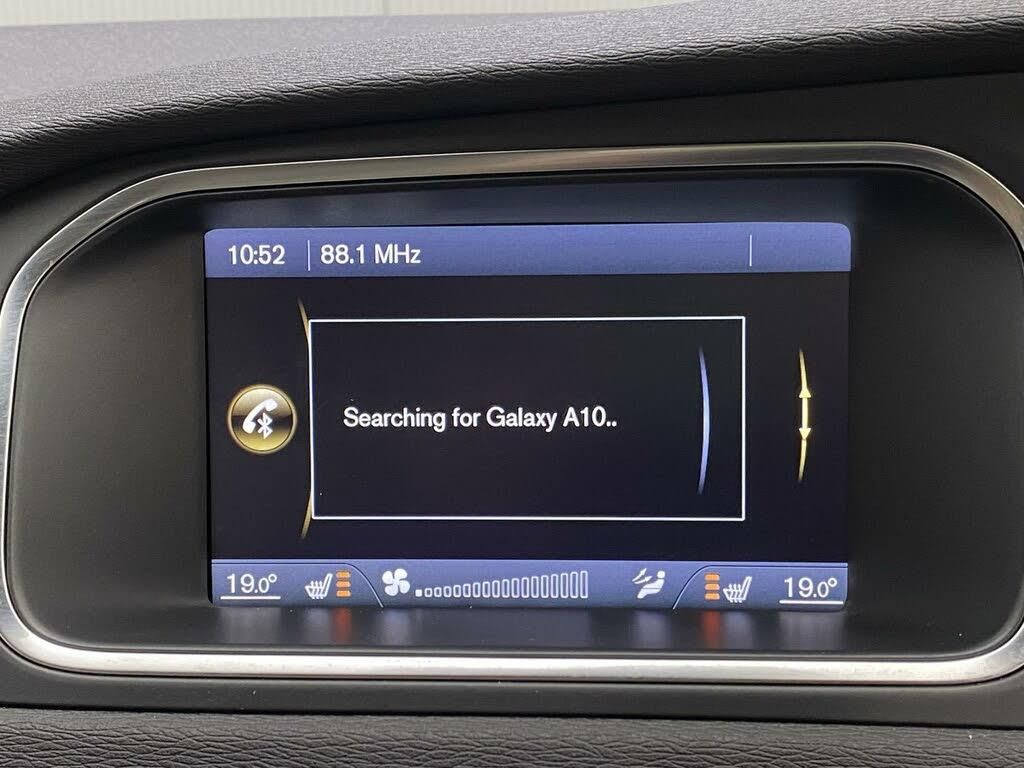 10:52 88.1 MHz
Searching for Galaxy A10..
19.0° 19.0°